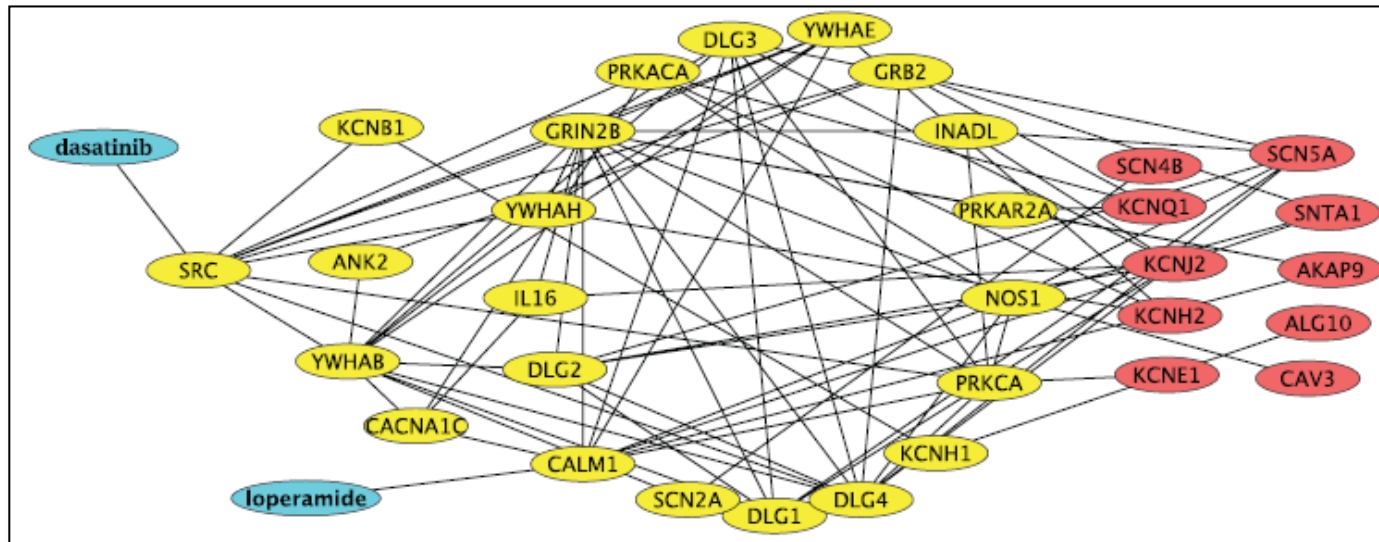 YWHAE
DLG3
PRKACA
GRB2
KCNB1
GRIN2B
INADL
dasatinib
SCN4B
SCN5A
YWHAH
PRKAR2A
KCNQ1
SNTA1
SRC
ANK2
KCNJ2
AKAP9
IL16
NOS1
KCNH2
ALG10
YWHAB
DLG2
PRKCA
KCNE1
CAV3
CACNA1C
CALM1
KCNH1
loperamide
SCN2A
DLG1
DLG4